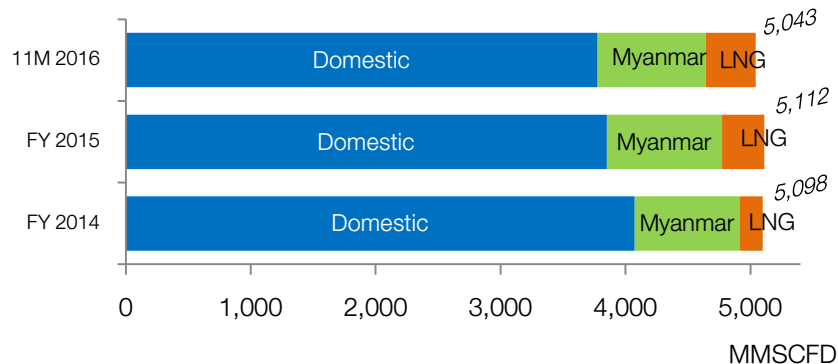 5,043
11M 2016 Domestic Myanmar LNG
5,112
FY 2015 Domestic Myanmar LNG
5,098
FY 2014 Domestic Myanmar LNG
0 1,000 2,000 3,000 4,000 5,000
MMSCFD